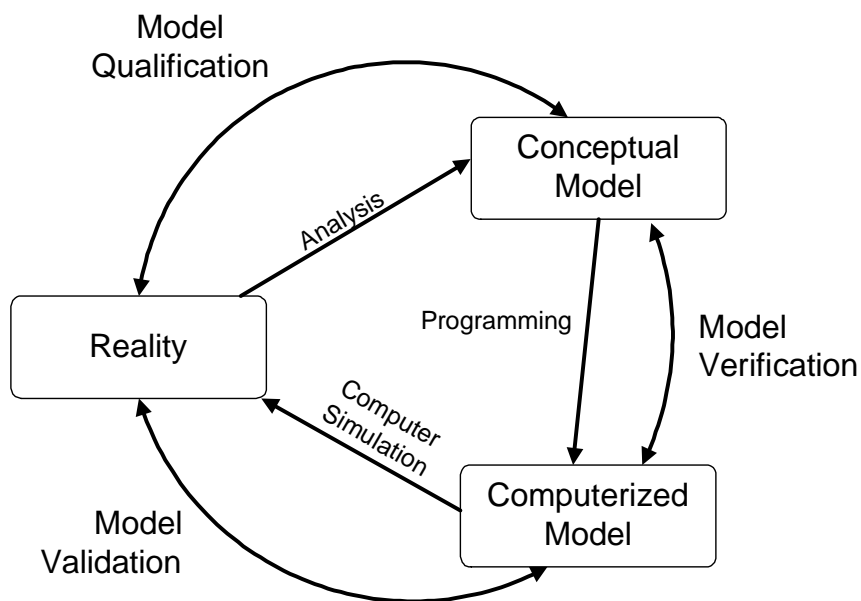 Model
Qualification
Conceptual
Model
Analysis
Reality
Programming
Model
Verification
Computer
Simulation
Computerized
Model
Model
Validation